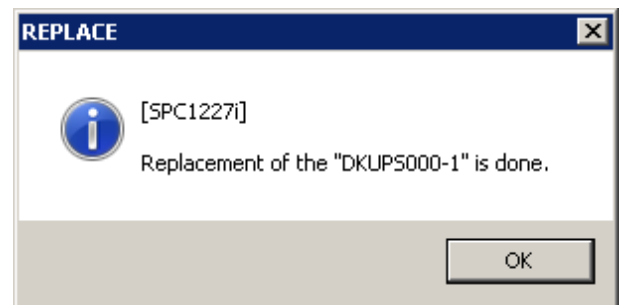 REPLACE
[SPC1227i]
Replacement of the "DKUPS000-1" is done.
OK